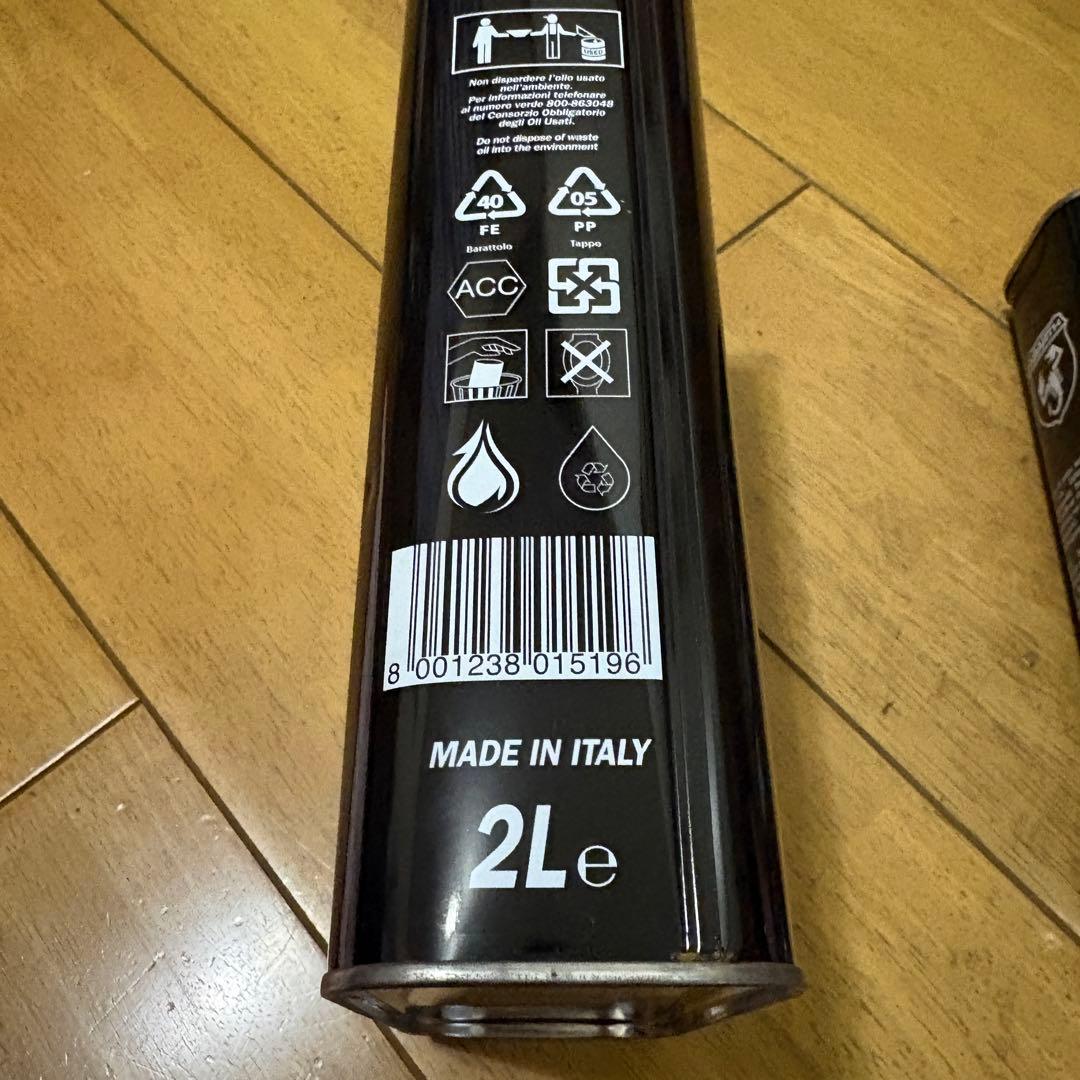 USED
Non disperdere l'olio usato
nell'ambiente.
Per informazioni telefonare
al numero verde 800-863048
del Consorzio Obbligatorio
degli Oli Usati.
Do not dispose of waste
oil into the environment
40 05
FE PP
Barattolo Tappo
ACC
8 001238 015196
MADE IN ITALY
2L e